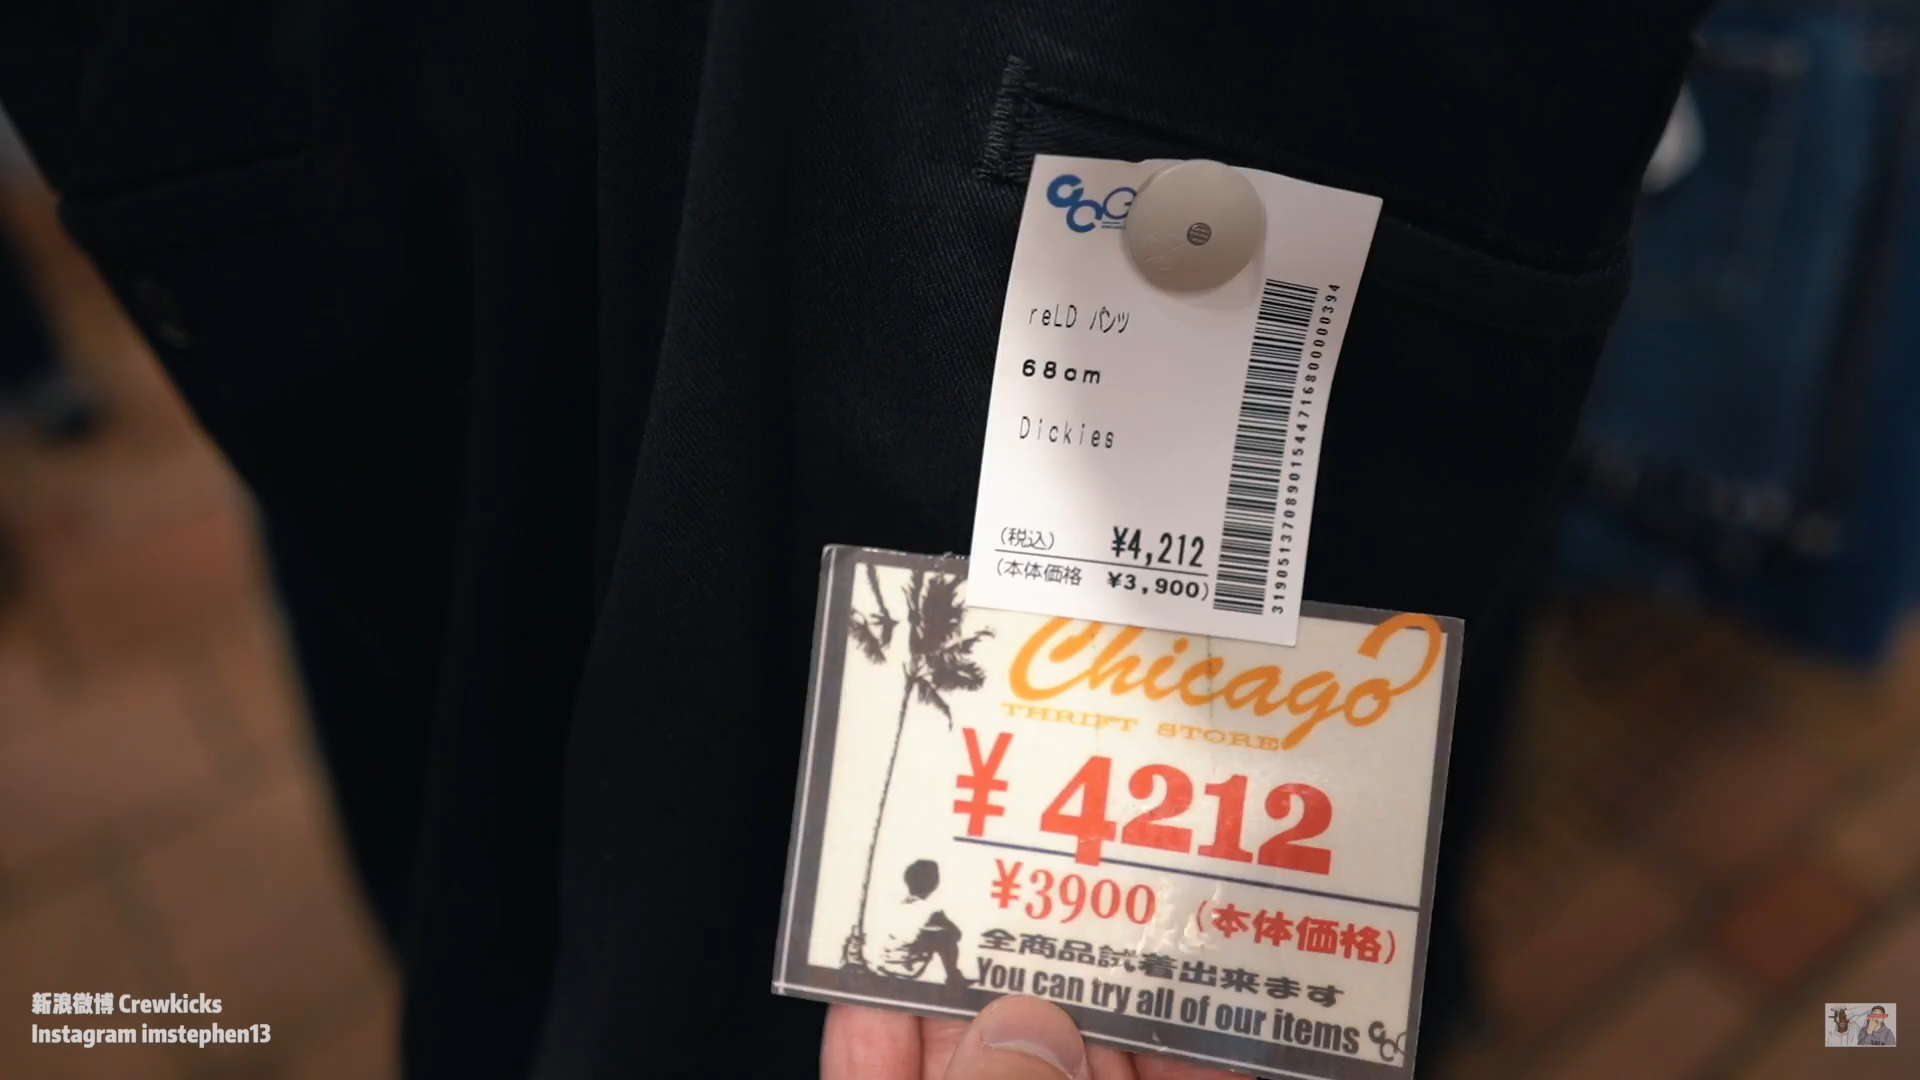 reLD パンツ
68cm
Dickies
(税込) ¥4,212
(本体価格 ¥3,900)
3190513708901544716800000394
Chicago
THRIFT STORE
¥4212
¥3900 (本体価格)
全商品試着出来ます
You can try all of our items
新浪微博 Crewkicks
Instagram imstephen13